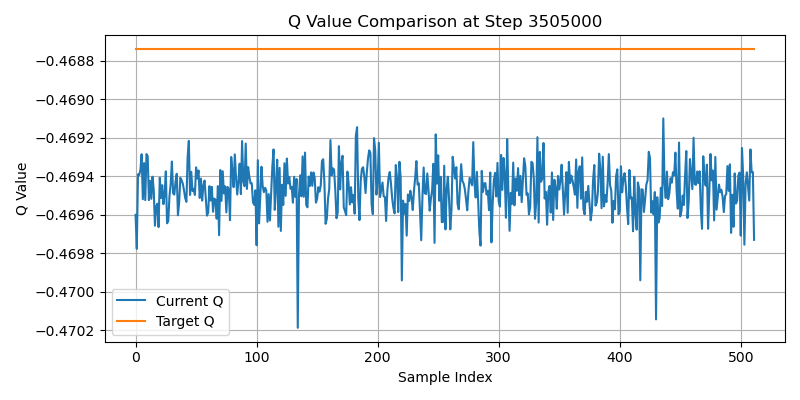 Q Value Comparison at Step 3505000
Q Value
−0.4688
−0.4690
−0.4692
−0.4694
−0.4696
−0.4698
−0.4700
−0.4702
Current Q
Target Q
0 100 200 300 400 500
Sample Index